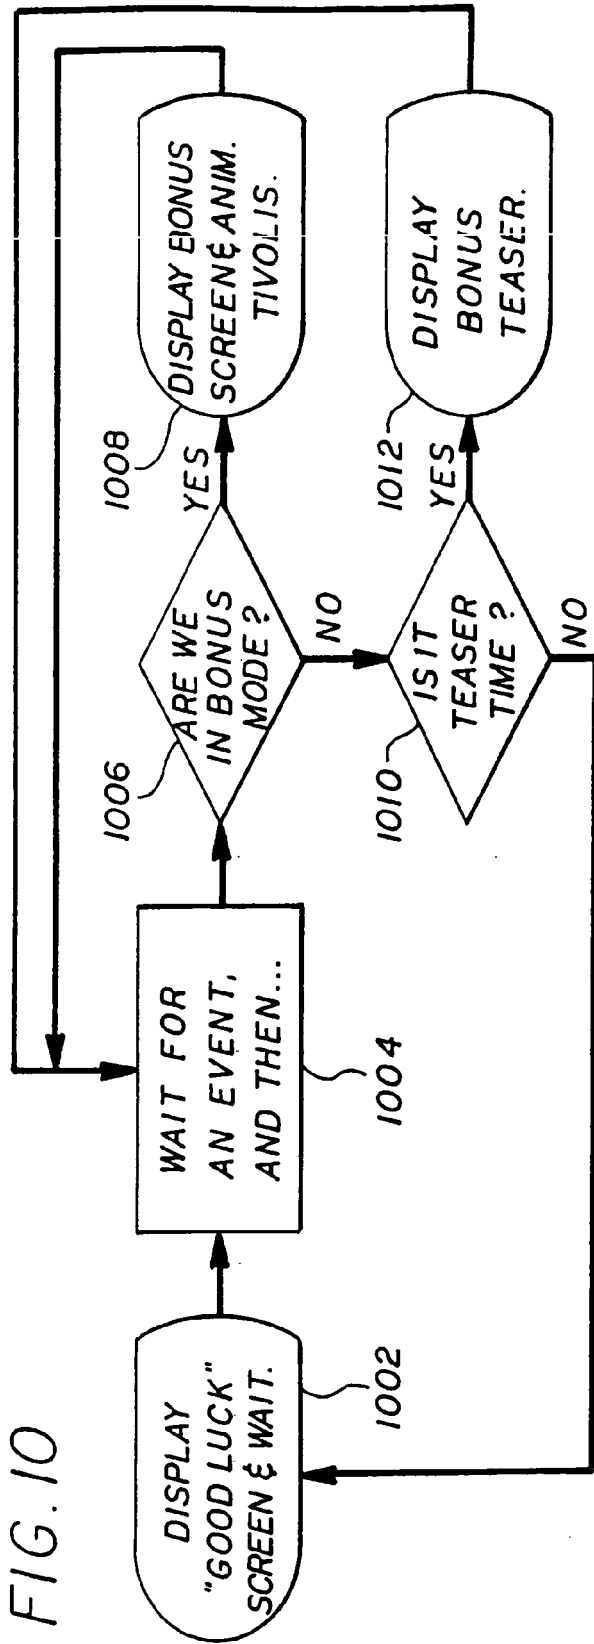 FIG. 10
DISPLAY
"GOOD LUCK"
SCREEN & WAIT.
1002
WAIT FOR
AN EVENT,
AND THEN...
1004
1006
ARE WE
IN BONUS
MODE?
YES
NO
1008
DISPLAY BONUS
SCREEN & ANIM.
TIVOLIS.
1010
IS IT
TEASER
TIME?
YES
NO
1012
DISPLAY
BONUS
TEASER.